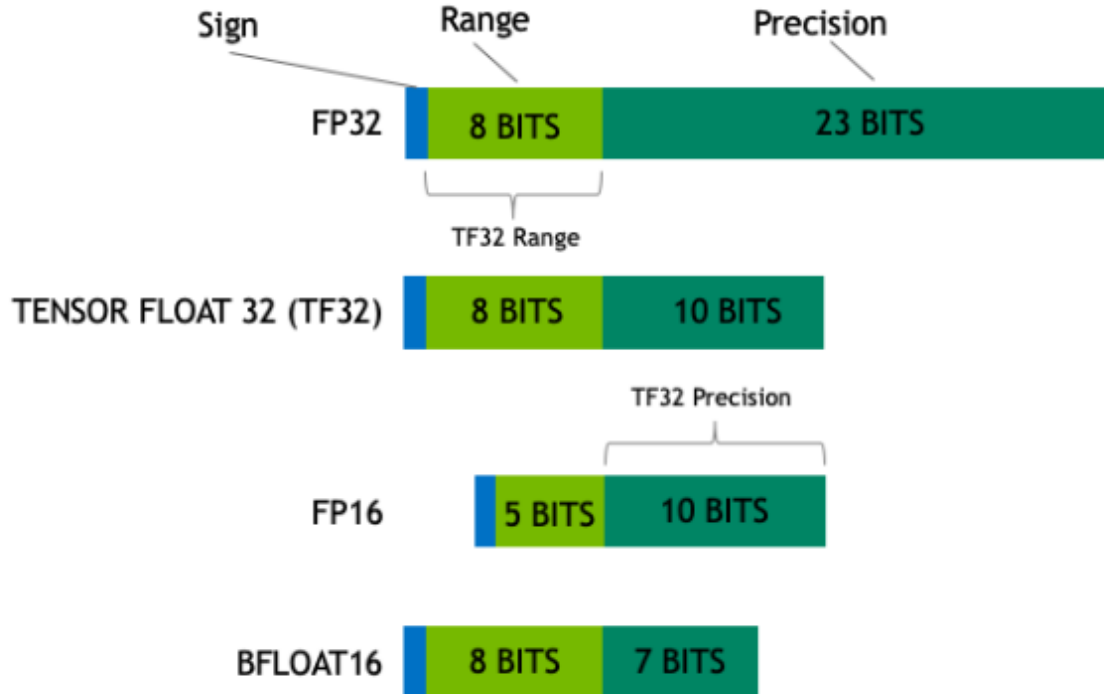 Sign
Range
Precision
FP32
8 BITS
23 BITS
TF32 Range
TENSOR FLOAT 32 (TF32)
8 BITS
10 BITS
TF32 Precision
FP16
5 BITS
10 BITS
BFLOAT16
8 BITS
7 BITS